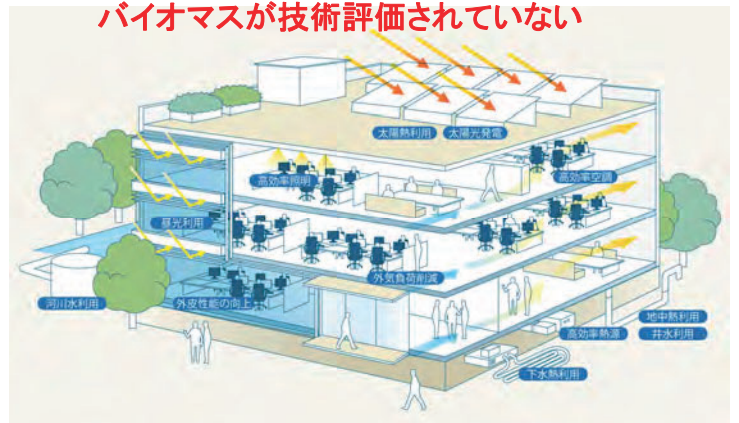 バイオマスが技術評価されていない
太陽熱利用
太陽光発電
高効率照明
高効率空調
昼光利用
外気負荷削減
河川水利用
外皮性能の向上
地中熱利用
高効率熱源
井水利用
下水熱利用